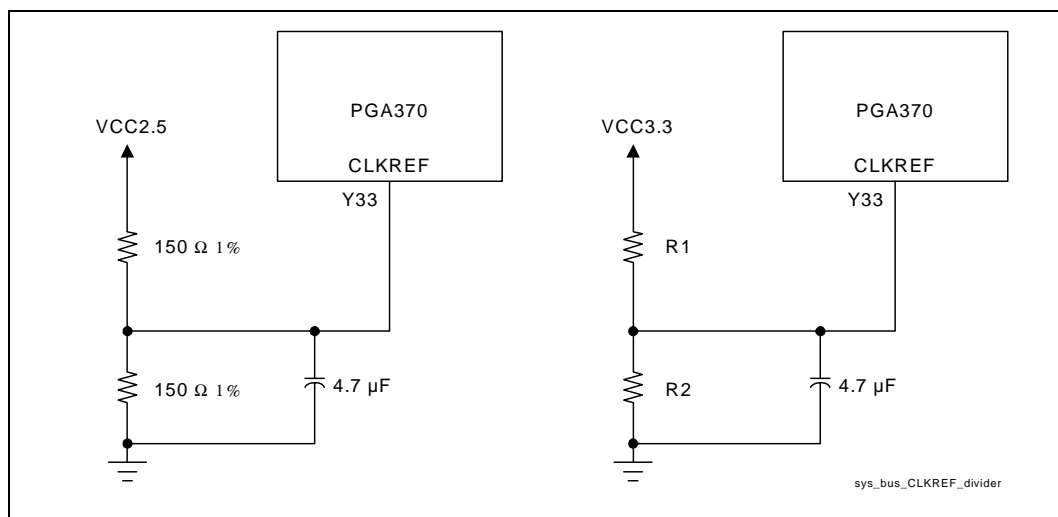 PGA370
VCC2.5
CLKREF
Y33
150 Ω 1%
150 Ω 1%
4.7 µF
PGA370
VCC3.3
CLKREF
Y33
R1
R2
4.7 µF
sys_bus_CLKREF_divider